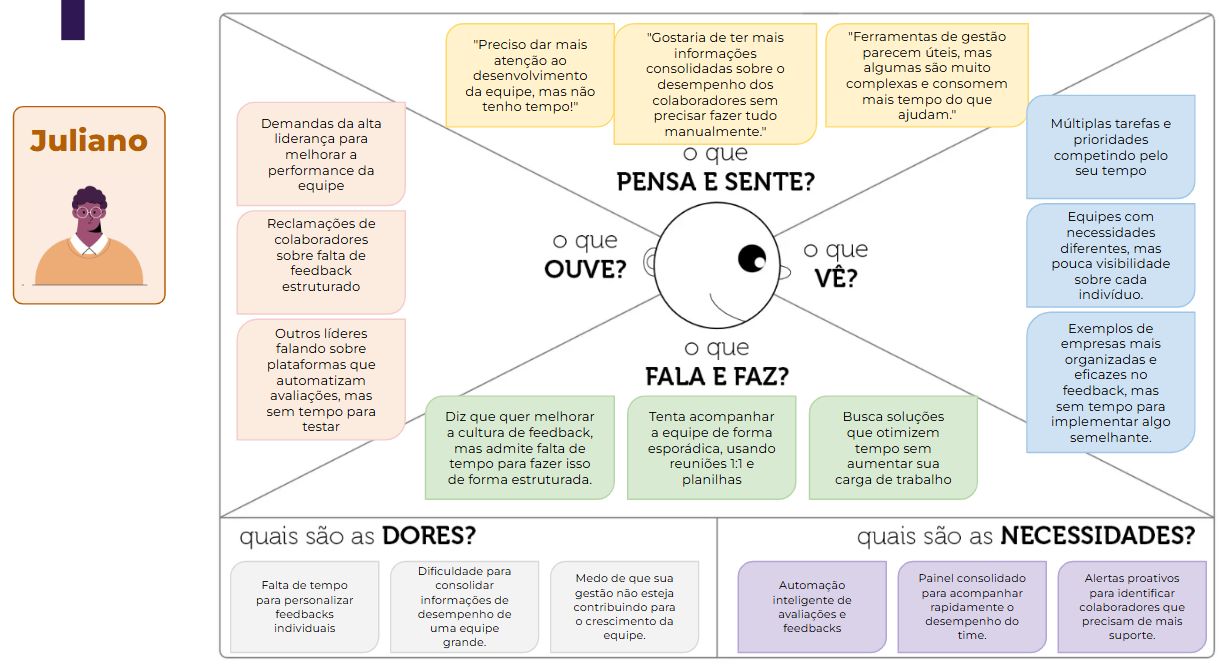 Juliano
"Preciso dar mais
atenção ao
desenvolvimento
da equipe, mas não
tenho tempo!"
"Gostaria de ter mais
informações
consolidadas sobre o
desempenho dos
colaboradores sem
precisar fazer tudo
manualmente."
"Ferramentas de gestão
parecem úteis, mas
algumas são muito
complexas e consomem
mais tempo do que
ajudam."
o que
PENSA E SENTE?
Demandas da alta
liderança para
melhorar a
performance da
equipe
Reclamações de
colaboradores
sobre falta de
feedback
estruturado
Outros líderes
falando sobre
plataformas que
automatizam
avaliações, mas
sem tempo para
testar
o que
OUVE?
o que
VÊ?
Múltiplas tarefas e
prioridades
competindo pelo
seu tempo
Equipes com
necessidades
diferentes, mas
pouca visibilidade
sobre cada
indivíduo.
Exemplos de
empresas mais
organizadas e
eficazes no
feedback, mas
sem tempo para
implementar algo
semelhante.
o que
FALA E FAZ?
Diz que quer melhorar
a cultura de feedback,
mas admite falta de
tempo para fazer isso
de forma estruturada.
Tenta acompanhar
a equipe de forma
esporádica, usando
reuniões 1:1 e
planilhas
Busca soluções
que otimizem
tempo sem
aumentar sua
carga de trabalho
quais são as DORES?
Falta de tempo
para personalizar
feedbacks
individuais
Dificuldade para
consolidar
informações de
desempenho de
uma equipe
grande.
Medo de que sua
gestão não esteja
contribuindo para
o crescimento da
equipe.
quais são as NECESSIDADES?
Automação
inteligente de
avaliações e
feedbacks
Painel consolidado
para acompanhar
rapidamente o
desempenho do
time.
Alertas proativos
para identificar
colaboradores que
precisam de mais
suporte.